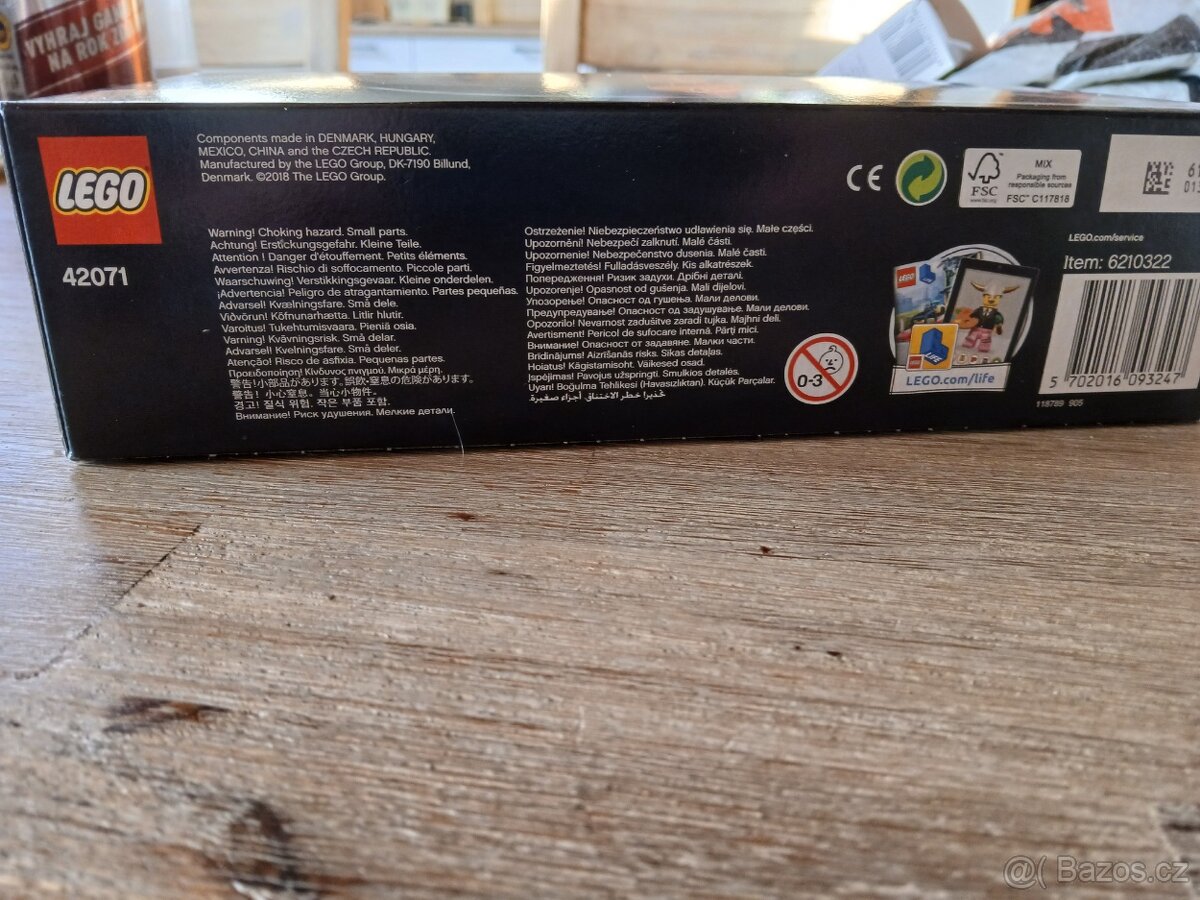 VYHRAJ
NA ROK
LEGO
42071
Components made in DENMARK, HUNGARY,
MEXICO, CHINA and the CZECH REPUBLIC.
Manufactured by the LEGO Group, DK-7190 Billund,
Denmark. ©2018 The LEGO Group.
Warning! Choking hazard. Small parts.
Achtung! Erstickungsgefahr. Kleine Teile.
Attention ! Danger d'étouffement. Petits éléments.
Avvertenza! Rischio di soffocamento. Piccole parti.
Waarschuwing! Verstikkingsgevaar. Kleine onderdelen.
¡Advertencia! Peligro de atragantamiento. Partes pequeñas.
Advarsel! Kvælningsfare. Små dele.
Viðvörun! Köfnunarhætta. Litlir hlutir.
Varoitus! Tukehtumisvaara. Pieniä osia.
Varning! Kvävningsrisk. Små delar.
Advarsel! Kvelningsfare. Små deler.
Atenção! Risco de asfixia. Pequenas partes.
Προειδοποίηση! Κίνδυνος πνιγμού. Μικρά μέρη.
警告!小部品があります。誤飲・窒息の危険があります。
警告! 小心窒息。当心小物件。
경고! 질식 위험. 작은 부품 포함.
Внимание! Риск удушения. Мелкие детали.
Ostrzeżenie! Niebezpieczeństwo udławienia się. Małe części.
Upozornění! Nebezpečí zalknutí. Malé části.
Upozornenie! Nebezpečenstvo dusenia. Malé časti.
Figyelmeztetés! Fulladásveszély. Kis alkatrészek.
Попередження! Ризик задухи. Дрібні деталі.
Upozorenje! Opasnost od gušenja. Mali dijelovi.
Упозорење! Опасност од гушења. Мали делови.
Предупредување! Опасност од задушување. Мали делови.
Opozorilo! Nevarnost zadušitve zaradi tujka. Majhni deli.
Avertisment! Pericol de sufocare internă. Părți mici.
Внимание! Опасност от задавяне. Малки части.
Brīdinājums! Aizrīšanās risks. Sīkas detaļas.
Hoiatus! Kägistamisoht. Väikesed osad.
Įspėjimas! Pavojus užspringti. Smulkios detalės.
Uyarı! Boğulma Tehlikesi (Havasızlıktan). Küçük Parçalar.
تحذير! خطر الاختناق. أجزاء صغيرة.
0-3
CE
FSC
www.fsc.org
MIX
Packaging from
responsible sources
FSC™ C117818
LEGO
LEGO
LIFE
LEGO.com/life
LEGO.com/service
Item: 6210322
5 702016 093247
118789 905
@( Bazos.cz